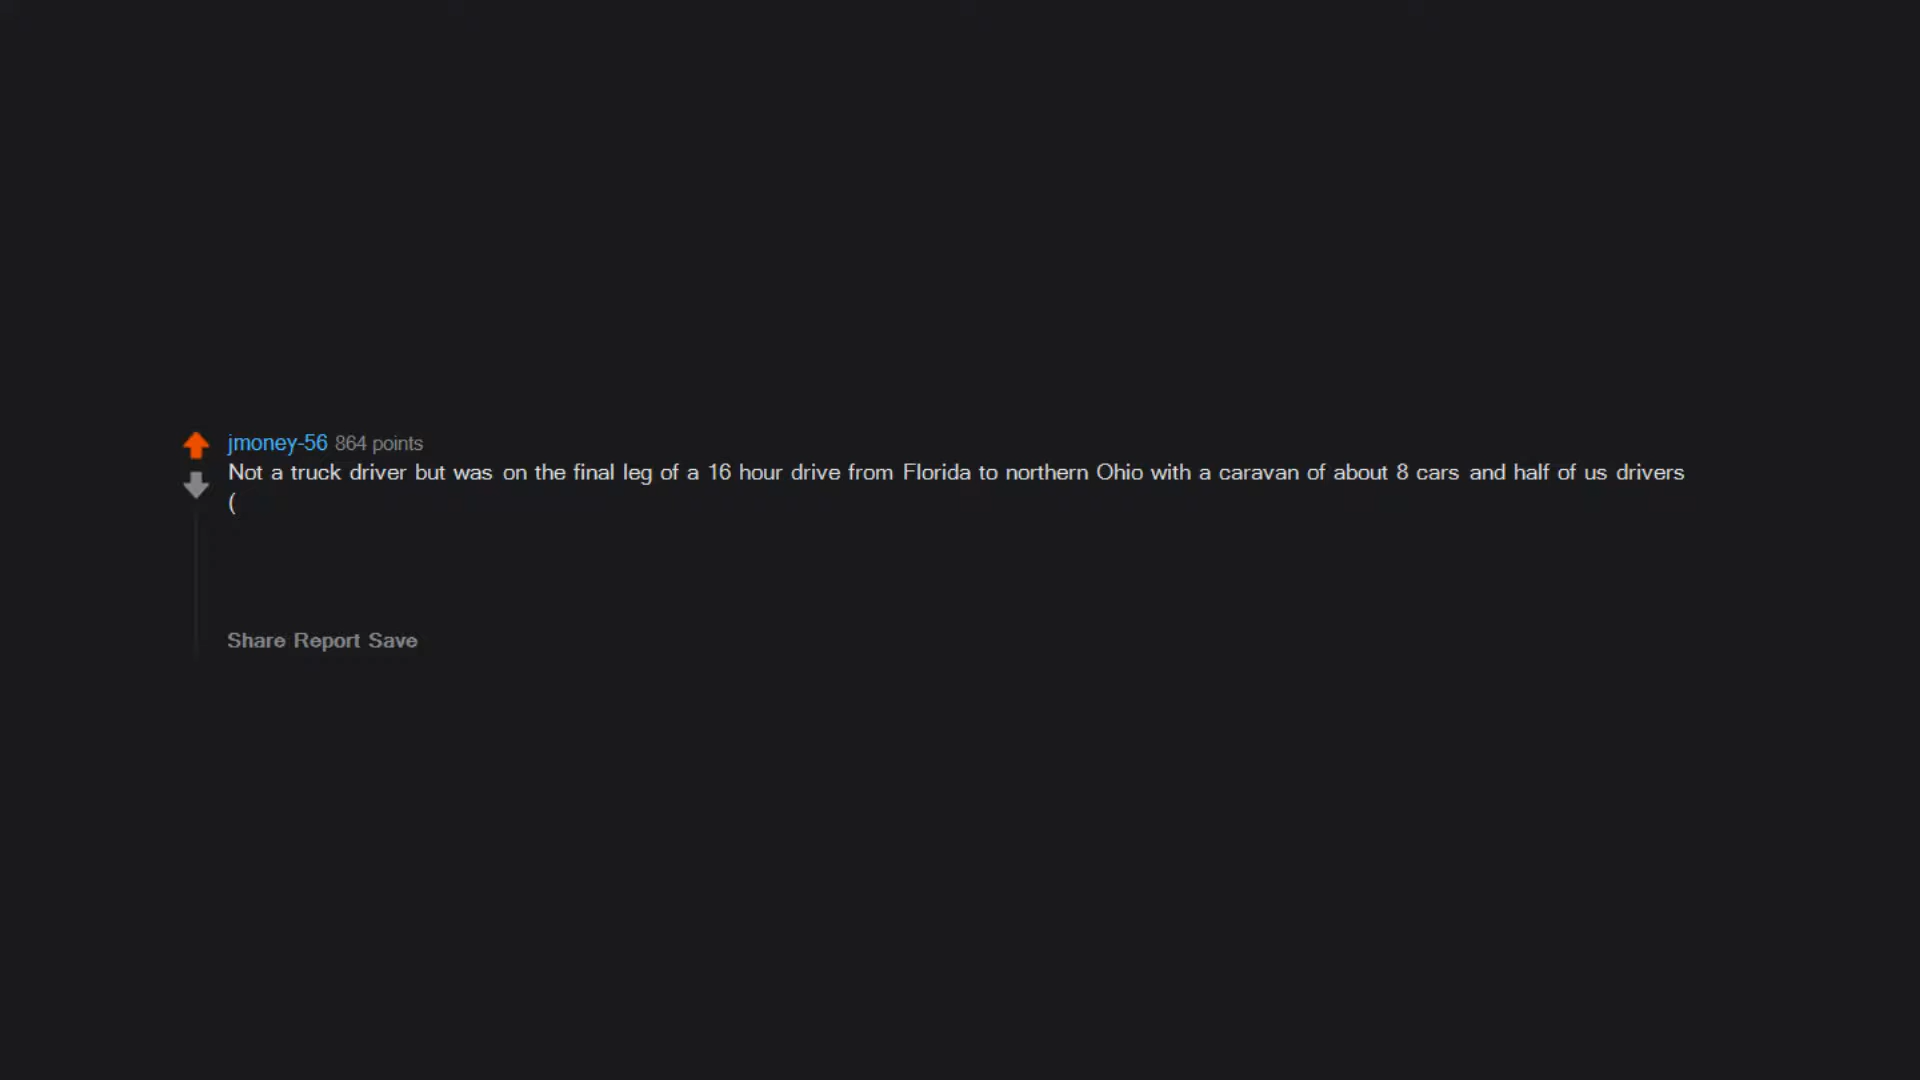 jmoney-56 864 points
Not a truck driver but was on the final leg of a 16 hour drive from Florida to northern Ohio with a caravan of about 8 cars and half of us drivers
(
Share Report Save